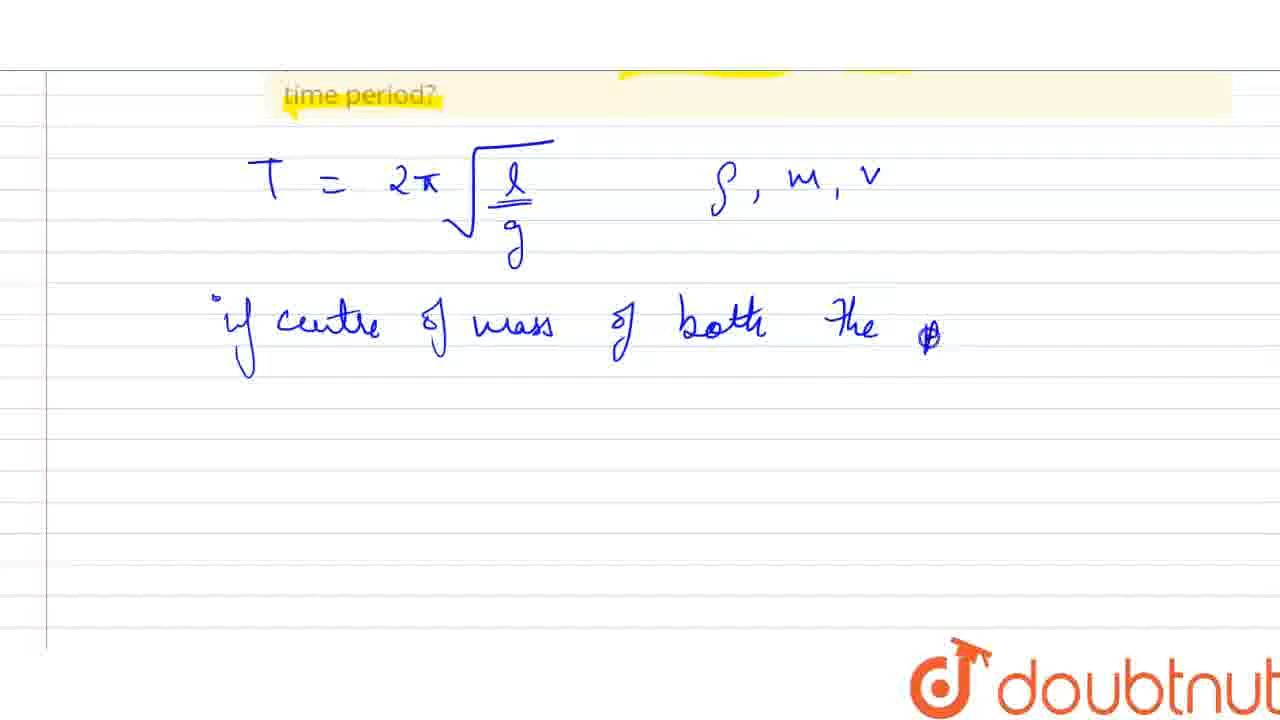 time period?
T = 2π √(l/g) ρ, m, v
if centre of mass of both the
doubtnut